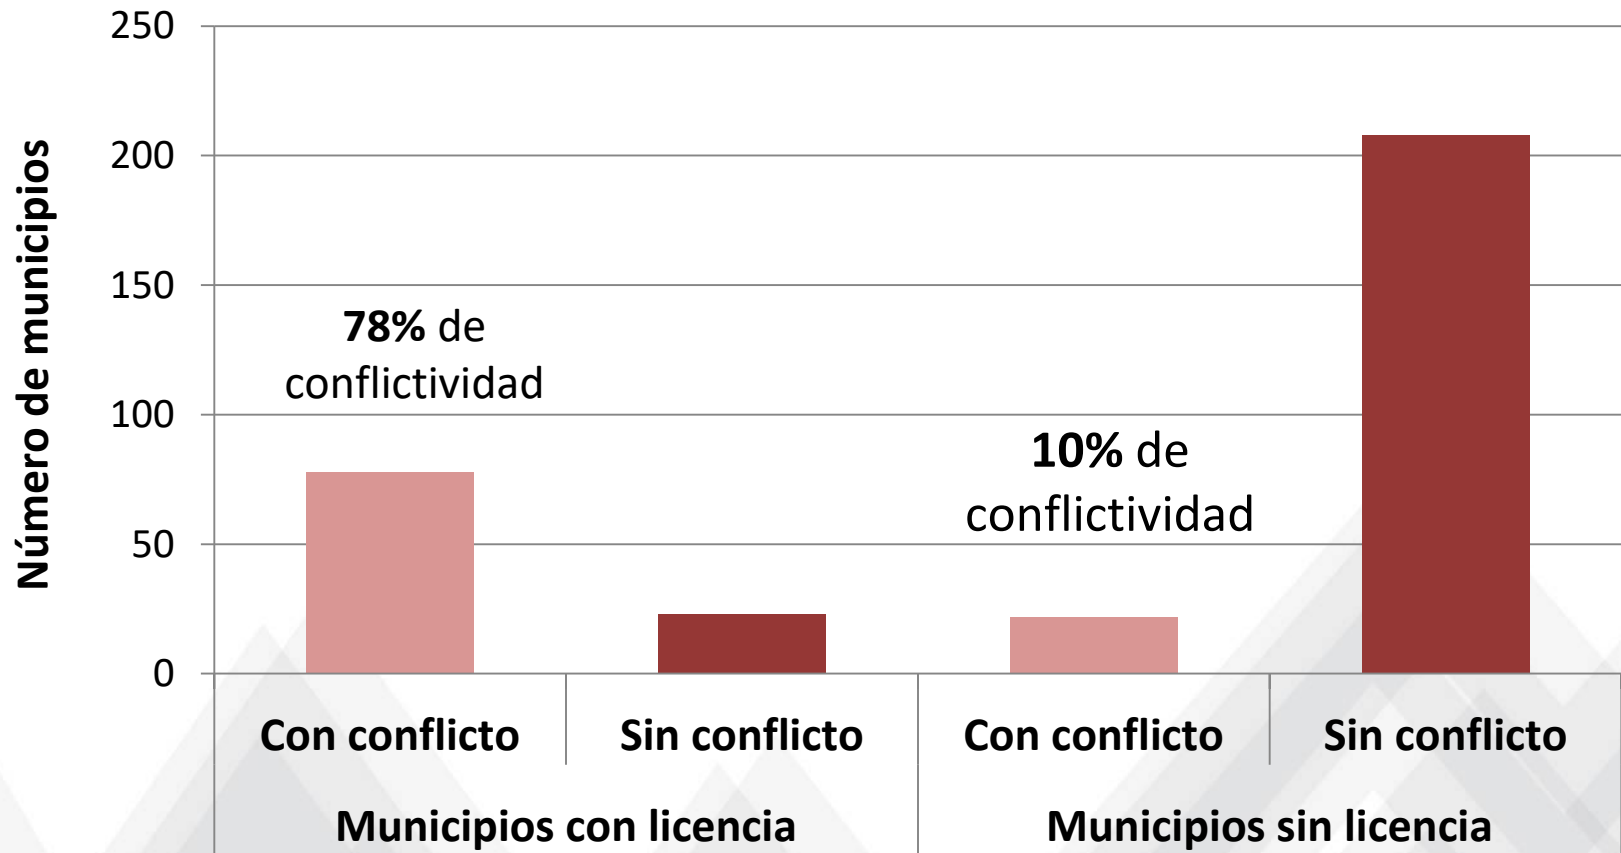 Número de municipios
250
200
150
100
50
0
78% de
conflictividad
10% de
conflictividad
Con conflicto
Sin conflicto
Con conflicto
Sin conflicto
Municipios con licencia
Municipios sin licencia